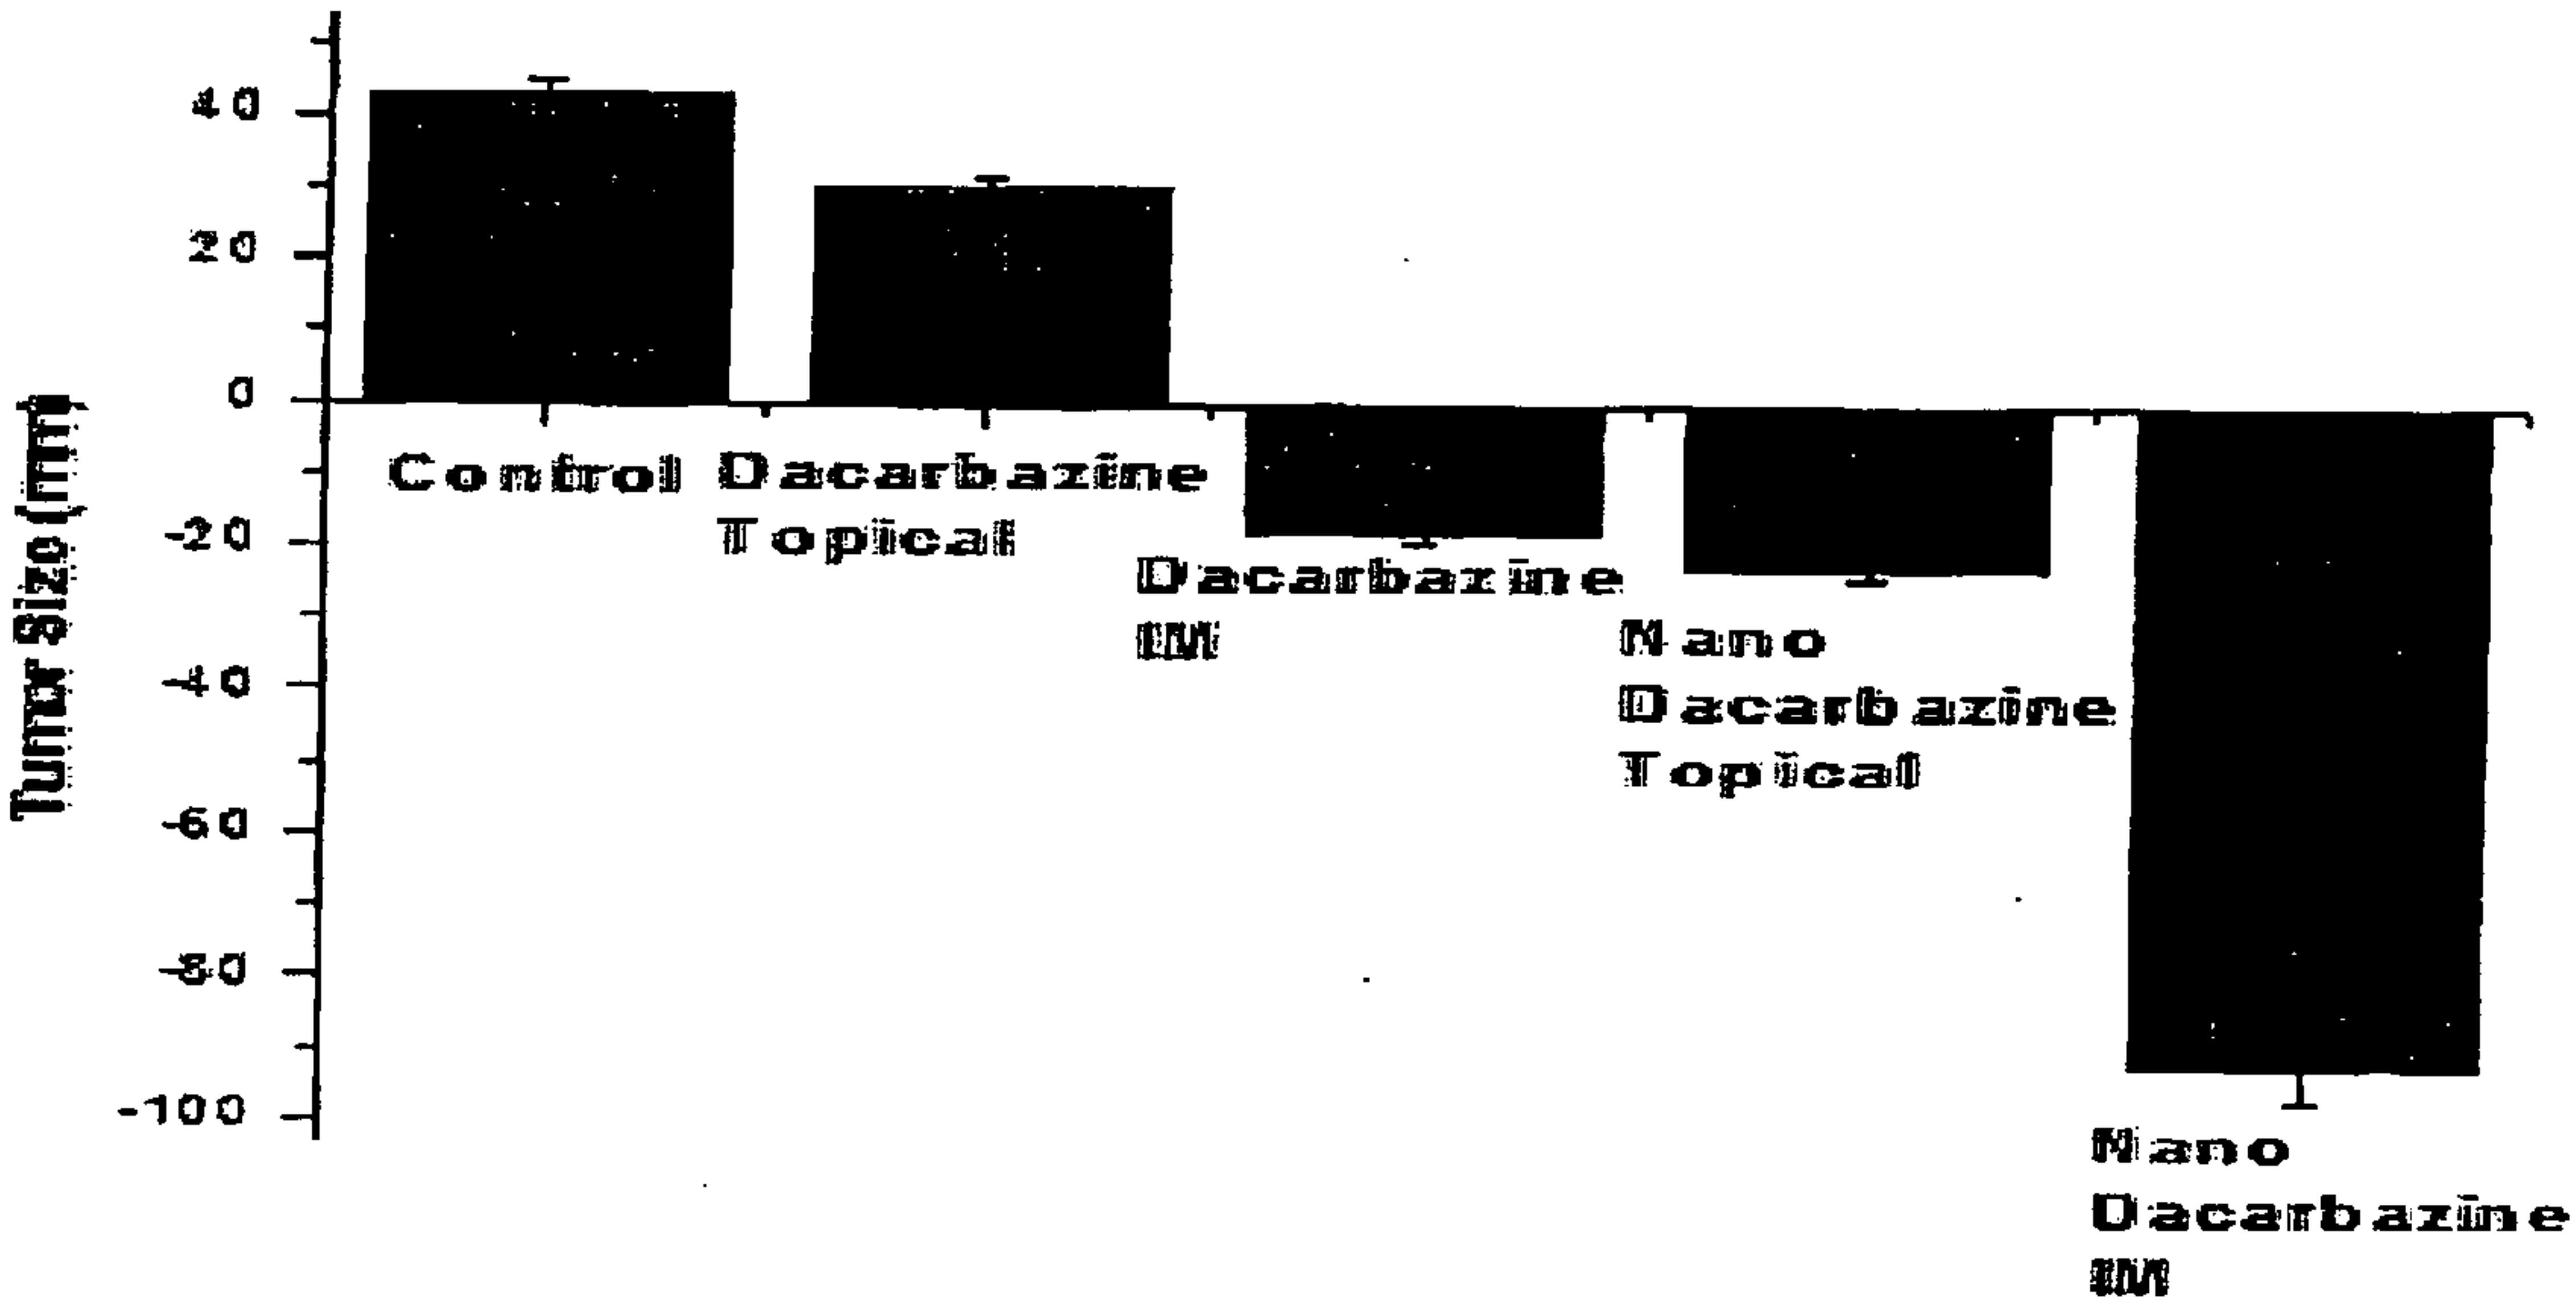 Tumor Size (mm)
40
20
0
-20
-40
-60
-80
-100
Control
Dacarbazine
Topical
Dacarbazine
IM
Nano
Dacarbazine
Topical
Nano
Dacarbazine
IM